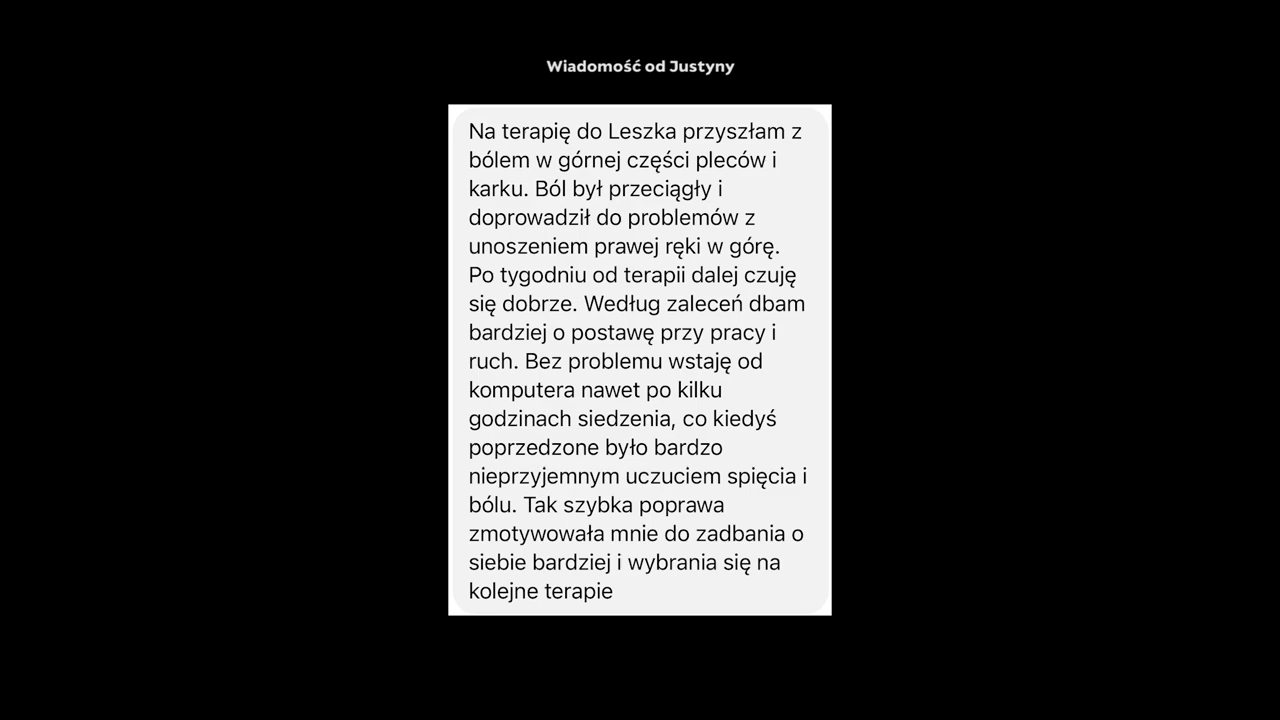 Wiadomość od Justyny
Na terapię do Leszka przyszłam z
bólem w górnej części pleców i
karku. Ból był przeciągły i
doprowadził do problemów z
unoszeniem prawej ręki w górę.
Po tygodniu od terapii dalej czuję
się dobrze. Według zaleceń dbam
bardziej o postawę przy pracy i
ruch. Bez problemu wstaję od
komputera nawet po kilku
godzinach siedzenia, co kiedyś
poprzedzone było bardzo
nieprzyjemnym uczuciem spięcia i
bólu. Tak szybka poprawa
zmotywowała mnie do zadbania o
siebie bardziej i wybrania się na
kolejne terapie